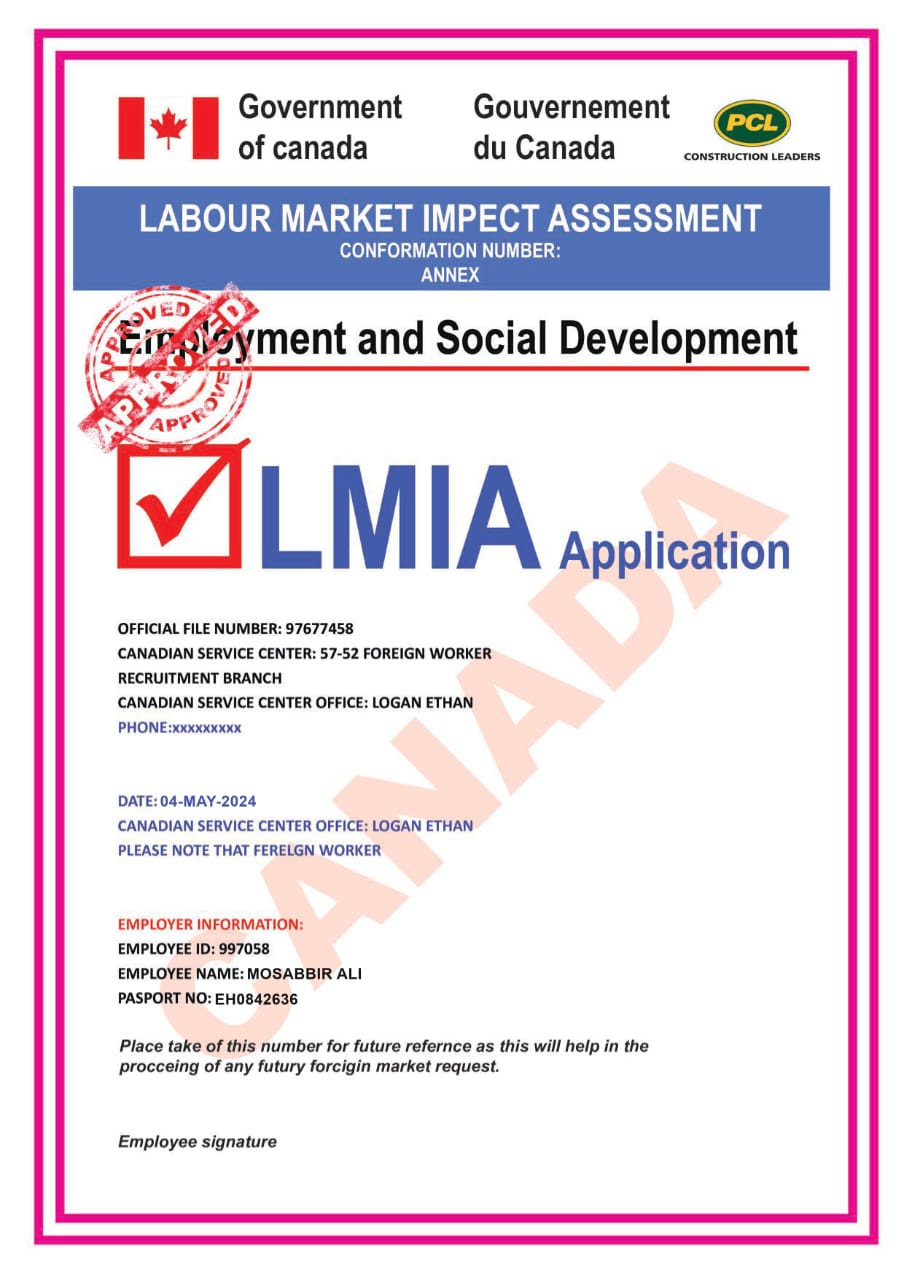 Government
of canada
Gouvernement
du Canada
PCL
CONSTRUCTION LEADERS
LABOUR MARKET IMPECT ASSESSMENT
CONFORMATION NUMBER:
ANNEX
APPROVED
APPROVED
APPROVED
APPROVED
APPROVED
Employment and Social Development
LMIA Application
CANADA
OFFICIAL FILE NUMBER: 97677458
CANADIAN SERVICE CENTER: 57-52 FOREIGN WORKER
RECRUITMENT BRANCH
CANADIAN SERVICE CENTER OFFICE: LOGAN ETHAN
PHONE:xxxxxxxxx
DATE: 04-MAY-2024
CANADIAN SERVICE CENTER OFFICE: LOGAN ETHAN
PLEASE NOTE THAT FERELGN WORKER
EMPLOYER INFORMATION:
EMPLOYEE ID: 997058
EMPLOYEE NAME: MOSABBIR ALI
PASPORT NO: EH0842636
Place take of this number for future refernce as this will help in the
procceing of any futury forcigin market request.
Employee signature